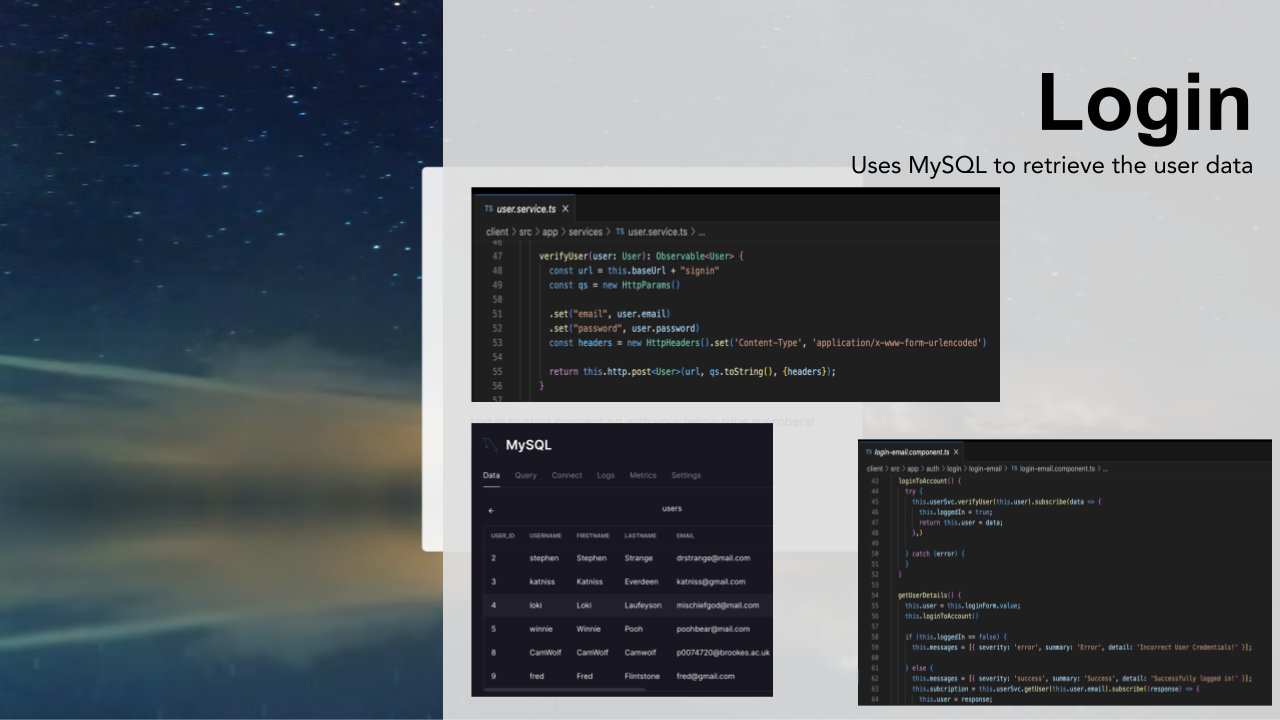 Login
Uses MySQL to retrieve the user data
TS user.service.ts ×
client > src > app > services > TS user.service.ts > ...
46
47 verifyUser(user: User): Observable<User> {
48 const url = this.baseUrl + "signin"
49 const qs = new HttpParams()
50
51 .set("email", user.email)
52 .set("password", user.password)
53 const headers = new HttpHeaders().set('Content-Type', 'application/x-www-form-urlencoded')
54
55 return this.http.post<User>(url, qs.toString(), {headers});
56 }
57
Log in to start connecting with your fellow tribe members!
MySQL
Data Query Connect Logs Metrics Settings
← users
USER_ID USERNAME FIRSTNAME LASTNAME EMAIL
2 stephen Stephen Strange drstrange@mail.com
3 katniss Katniss Everdeen katniss@gmail.com
4 loki Loki Laufeyson mischiefgod@mail.com
5 winnie Winnie Pooh poohbear@mail.com
8 CamWolf CamWolf Camwolf p0074720@brookes.ac.uk
9 fred Fred Flintstone fred@gmail.com
TS login-email.component.ts ×
client > src > app > auth > login > login-email > TS login-email.component.ts > ...
43 loginToAccount() {
44 try {
45 this.userSvc.verifyUser(this.user).subscribe(data => {
46 this.loggedIn = true;
47 return this.user = data;
48 },)
49
50 } catch (error) {
51 }
52 }
53
54 getUserDetails() {
55 this.user = this.loginForm.value;
56 this.loginToAccount()
57
58 if (this.loggedIn == false) {
59 this.messages = [{ severity: 'error', summary: 'Error', detail: 'Incorrect User Credentials!' }];
60
61 } else {
62 this.messages = [{ severity: 'success', summary: 'Success', detail: 'Successfully logged in!' }];
63 this.subcription = this.userSvc.getUser(this.user.email).subscribe((response) => {
64 this.user = response;